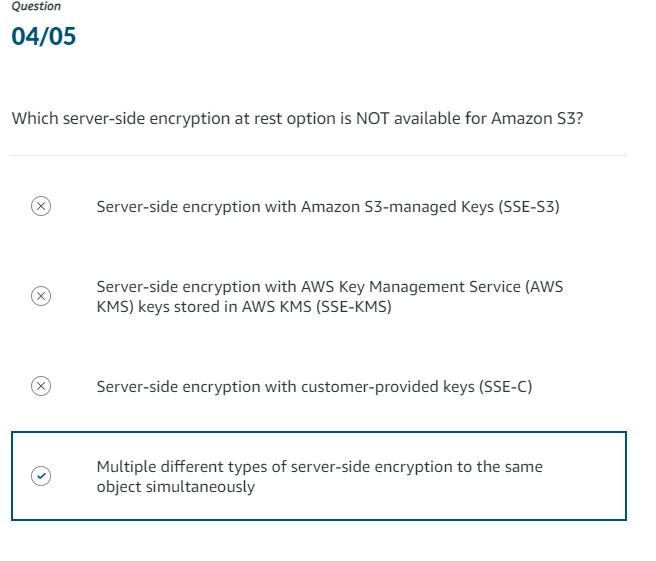 Question
04/05
Which server-side encryption at rest option is NOT available for Amazon S3?
Server-side encryption with Amazon S3-managed Keys (SSE-S3)
Server-side encryption with AWS Key Management Service (AWS
KMS) keys stored in AWS KMS (SSE-KMS)
Server-side encryption with customer-provided keys (SSE-C)
Multiple different types of server-side encryption to the same
object simultaneously